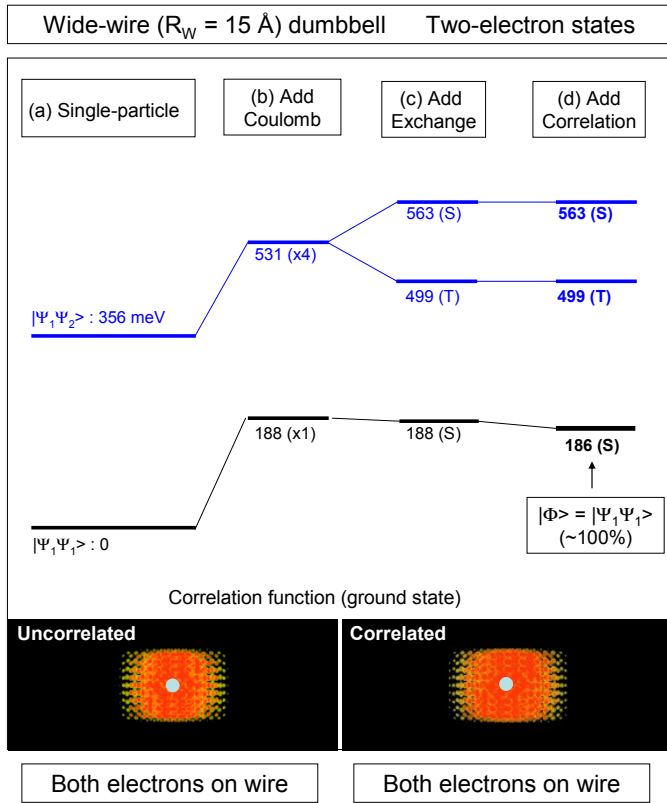 Wide-wire (R_W = 15 Å) dumbbell Two-electron states
(a) Single-particle
(b) Add
Coulomb
(c) Add
Exchange
(d) Add
Correlation
563 (S)
563 (S)
531 (x4)
499 (T)
499 (T)
|Ψ₁Ψ₂> : 356 meV
188 (x1)
188 (S)
186 (S)
|Ψ₁Ψ₁> : 0
|Φ> = |Ψ₁Ψ₁>
(~100%)
Correlation function (ground state)
Uncorrelated
Correlated
Both electrons on wire
Both electrons on wire